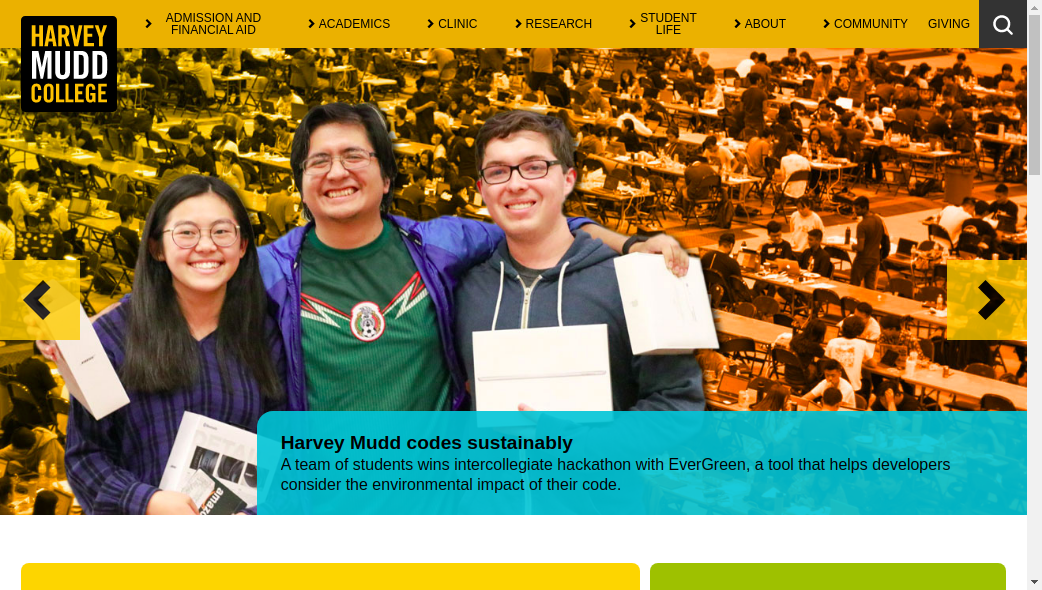 HARVEY
MUDD
COLLEGE
ADMISSION AND
FINANCIAL AID
ACADEMICS
CLINIC
RESEARCH
STUDENT
LIFE
ABOUT
COMMUNITY
GIVING
Harvey Mudd codes sustainably
A team of students wins intercollegiate hackathon with EverGreen, a tool that helps developers
consider the environmental impact of their code.